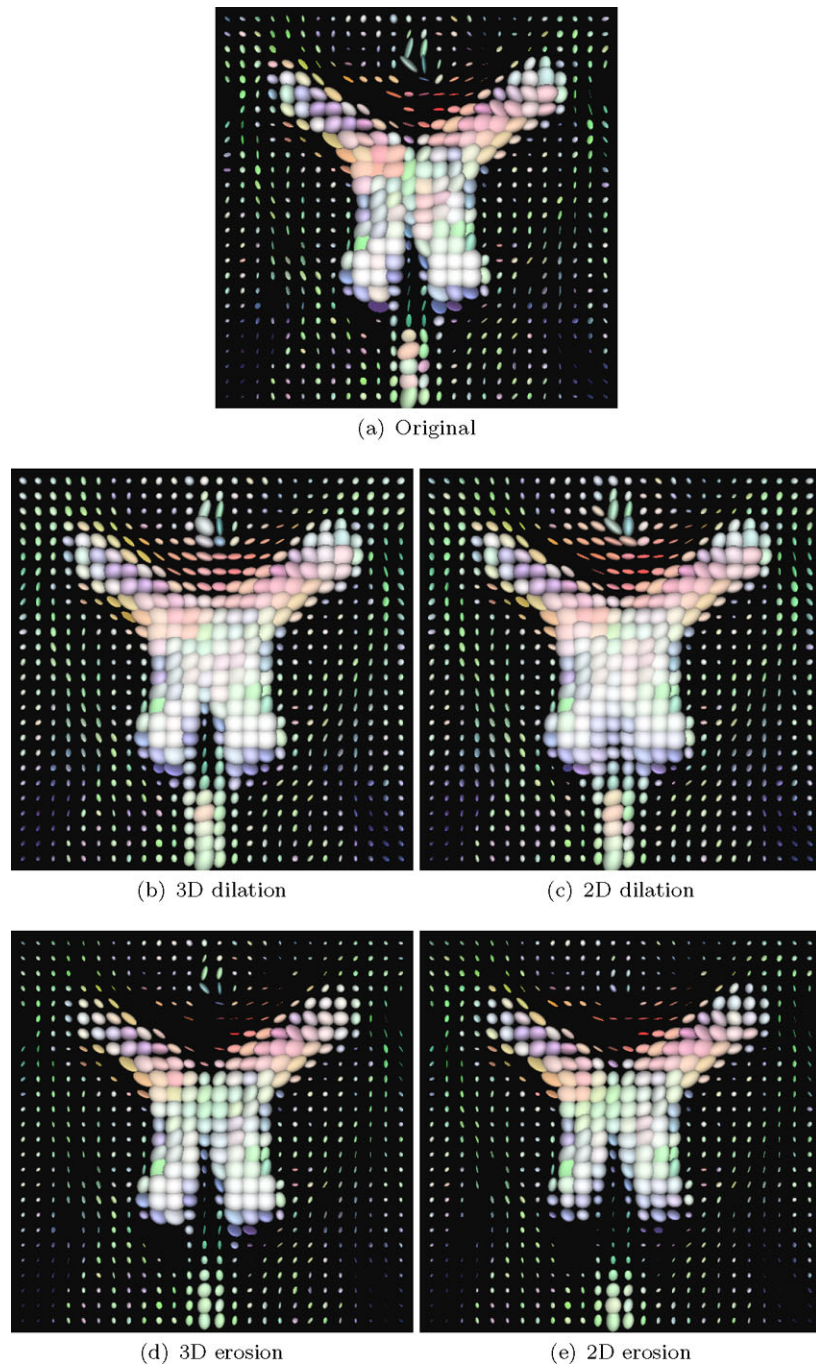 (a) Original
(b) 3D dilation
(c) 2D dilation
(d) 3D erosion
(e) 2D erosion